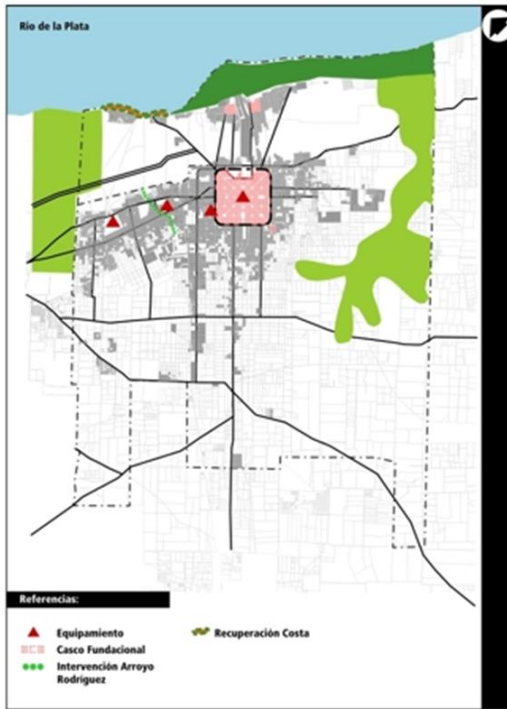 Río de la Plata
Referencias:
Equipamiento
Casco Fundacional
Intervención Arroyo
Rodríguez
Recuperación Costa